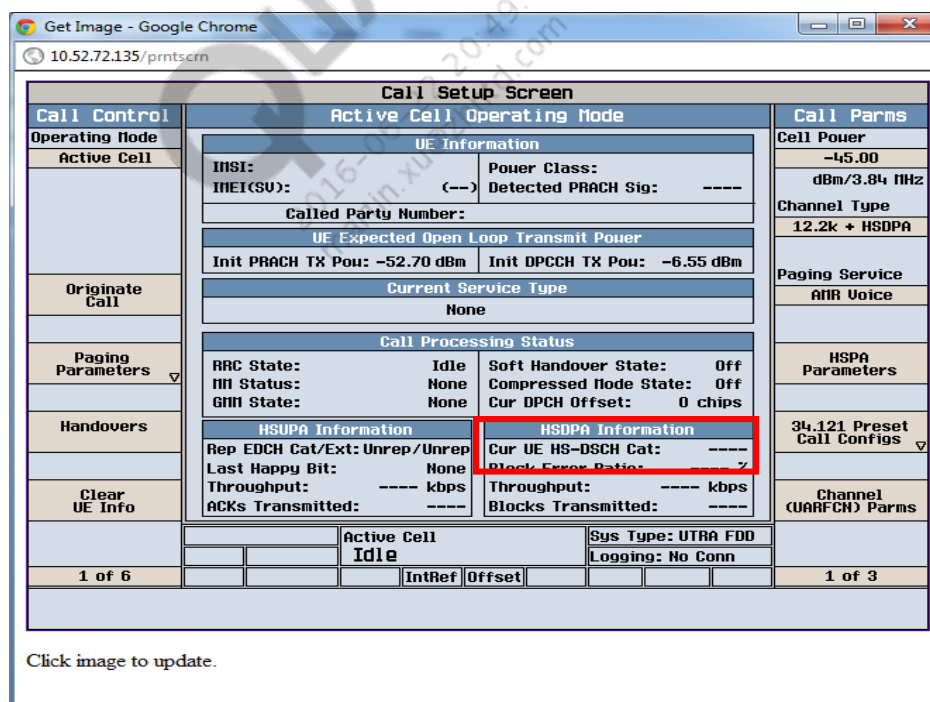 Get Image - Google Chrome
10.52.72.135/prntscrn
Call Setup Screen
Call Control
Active Cell Operating Mode
Call Parms
Operating Mode
Active Cell
Originate
Call
Paging
Parameters
Handovers
Clear
UE Info
1 of 6
UE Information
IMSI:
Power Class:
IMEI(SV): (--)
Detected PRACH Sig: ----
Called Party Number:
UE Expected Open Loop Transmit Power
Init PRACH TX Pow: -52.70 dBm
Init DPCCH TX Pow: -6.55 dBm
Current Service Type
None
Call Processing Status
RRC State: Idle
MM Status: None
GMM State: None
Soft Handover State: Off
Compressed Mode State: Off
Cur DPCH Offset: 0 chips
HSUPA Information
Rep EDCH Cat/Ext: Unrep/Unrep
Last Happy Bit: None
Throughput: ---- kbps
ACKs Transmitted: ----
HSDPA Information
Cur UE HS-DSCH Cat: ----
Block Error Ratio: ---- %
Throughput: ---- kbps
Blocks Transmitted: ----
Active Cell
Idle
Sys Type: UTRA FDD
Logging: No Conn
IntRef Offset
Cell Power
-45.00
dBm/3.84 MHz
Channel Type
12.2k + HSDPA
Paging Service
AMR Voice
HSPA
Parameters
34.121 Preset
Call Configs
Channel
(UARFCN) Parms
1 of 3
Click image to update.